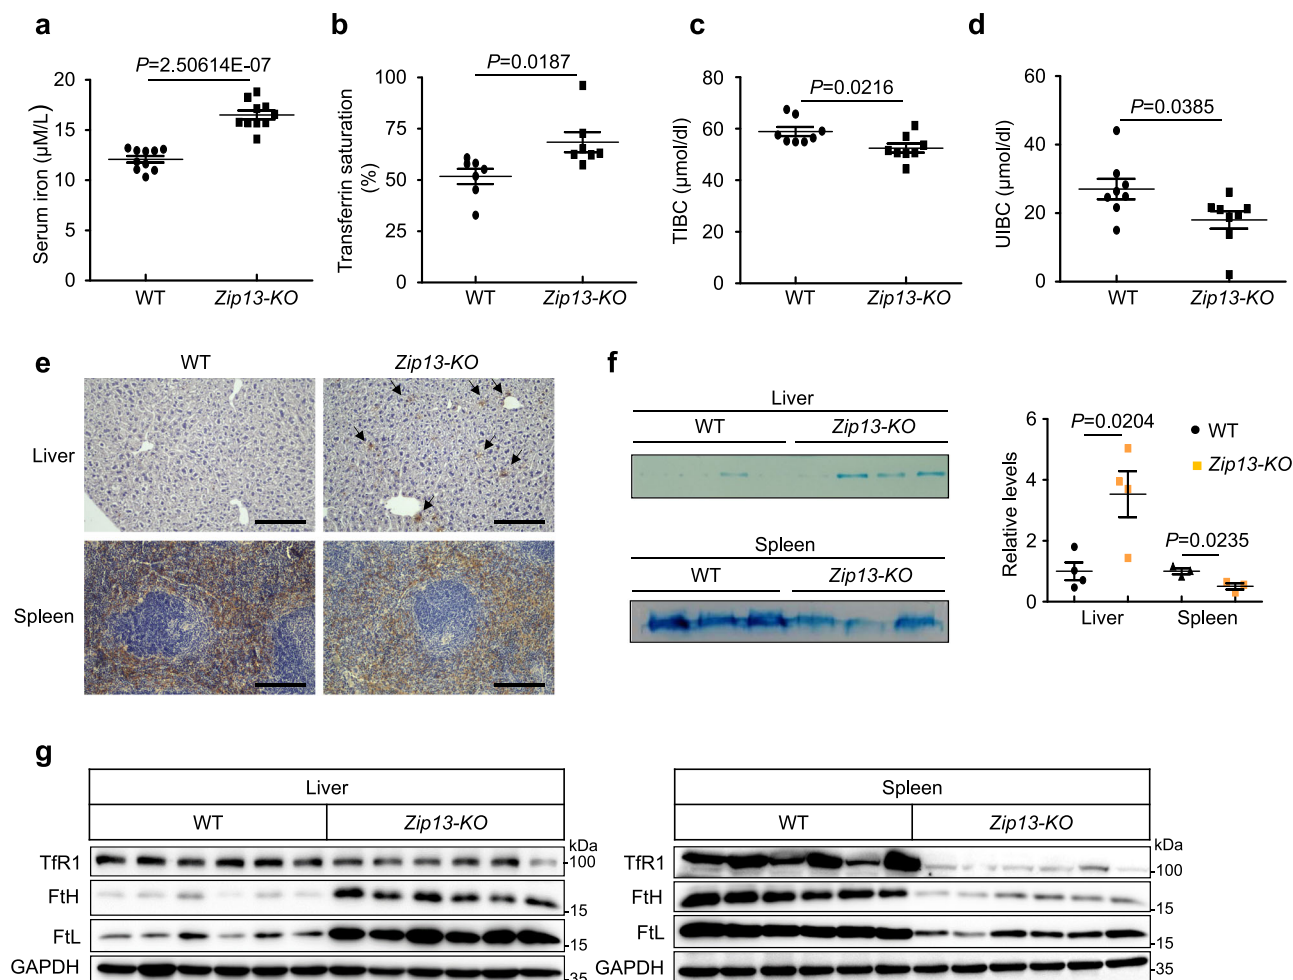 a
P=2.50614E-07
Serum iron (μM/L)
20
15
10
5
0
WT
Zip13-KO
b
P=0.0187
Transferrin saturation
(%)
100
75
50
25
0
WT
Zip13-KO
c
P=0.0216
TIBC (μmol/dl)
80
60
40
20
0
WT
Zip13-KO
d
P=0.0385
UIBC (μmol/dl)
60
40
20
0
WT
Zip13-KO
e
WT
Zip13-KO
Liver
Spleen
f
Liver
WT
Zip13-KO
Spleen
WT
Zip13-KO
Relative levels
6
4
2
0
P=0.0204
P=0.0235
WT
Zip13-KO
Liver
Spleen
g
Liver
WT
Zip13-KO
kDa
TfR1
100
FtH
15
FtL
15
GAPDH
35
Spleen
WT
Zip13-KO
kDa
TfR1
100
FtH
15
FtL
15
GAPDH
35